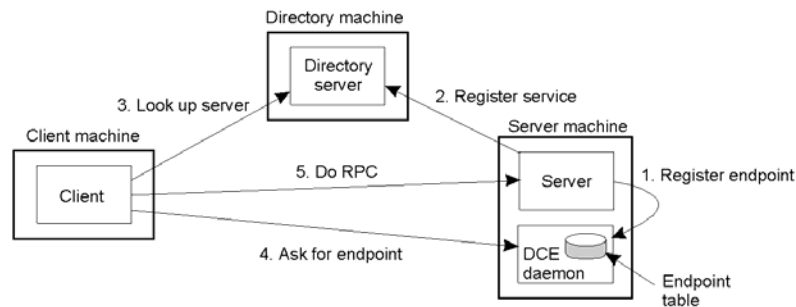 Directory machine
Directory
server
3. Look up server
2. Register service
Client machine
Server machine
Client
5. Do RPC
Server
1. Register endpoint
4. Ask for endpoint
DCE
daemon
Endpoint
table